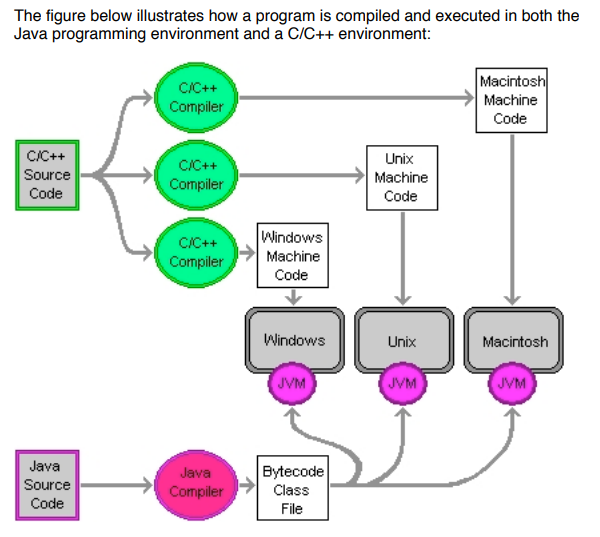 The figure below illustrates how a program is compiled and executed in both the
Java programming environment and a C/C++ environment:
C/C++
Compiler
Macintosh
Machine
Code
C/C++
Source
Code
C/C++
Compiler
Unix
Machine
Code
C/C++
Compiler
Windows
Machine
Code
Windows
Unix
Macintosh
JVM
JVM
JVM
Java
Source
Code
Java
Compiler
Bytecode
Class
File